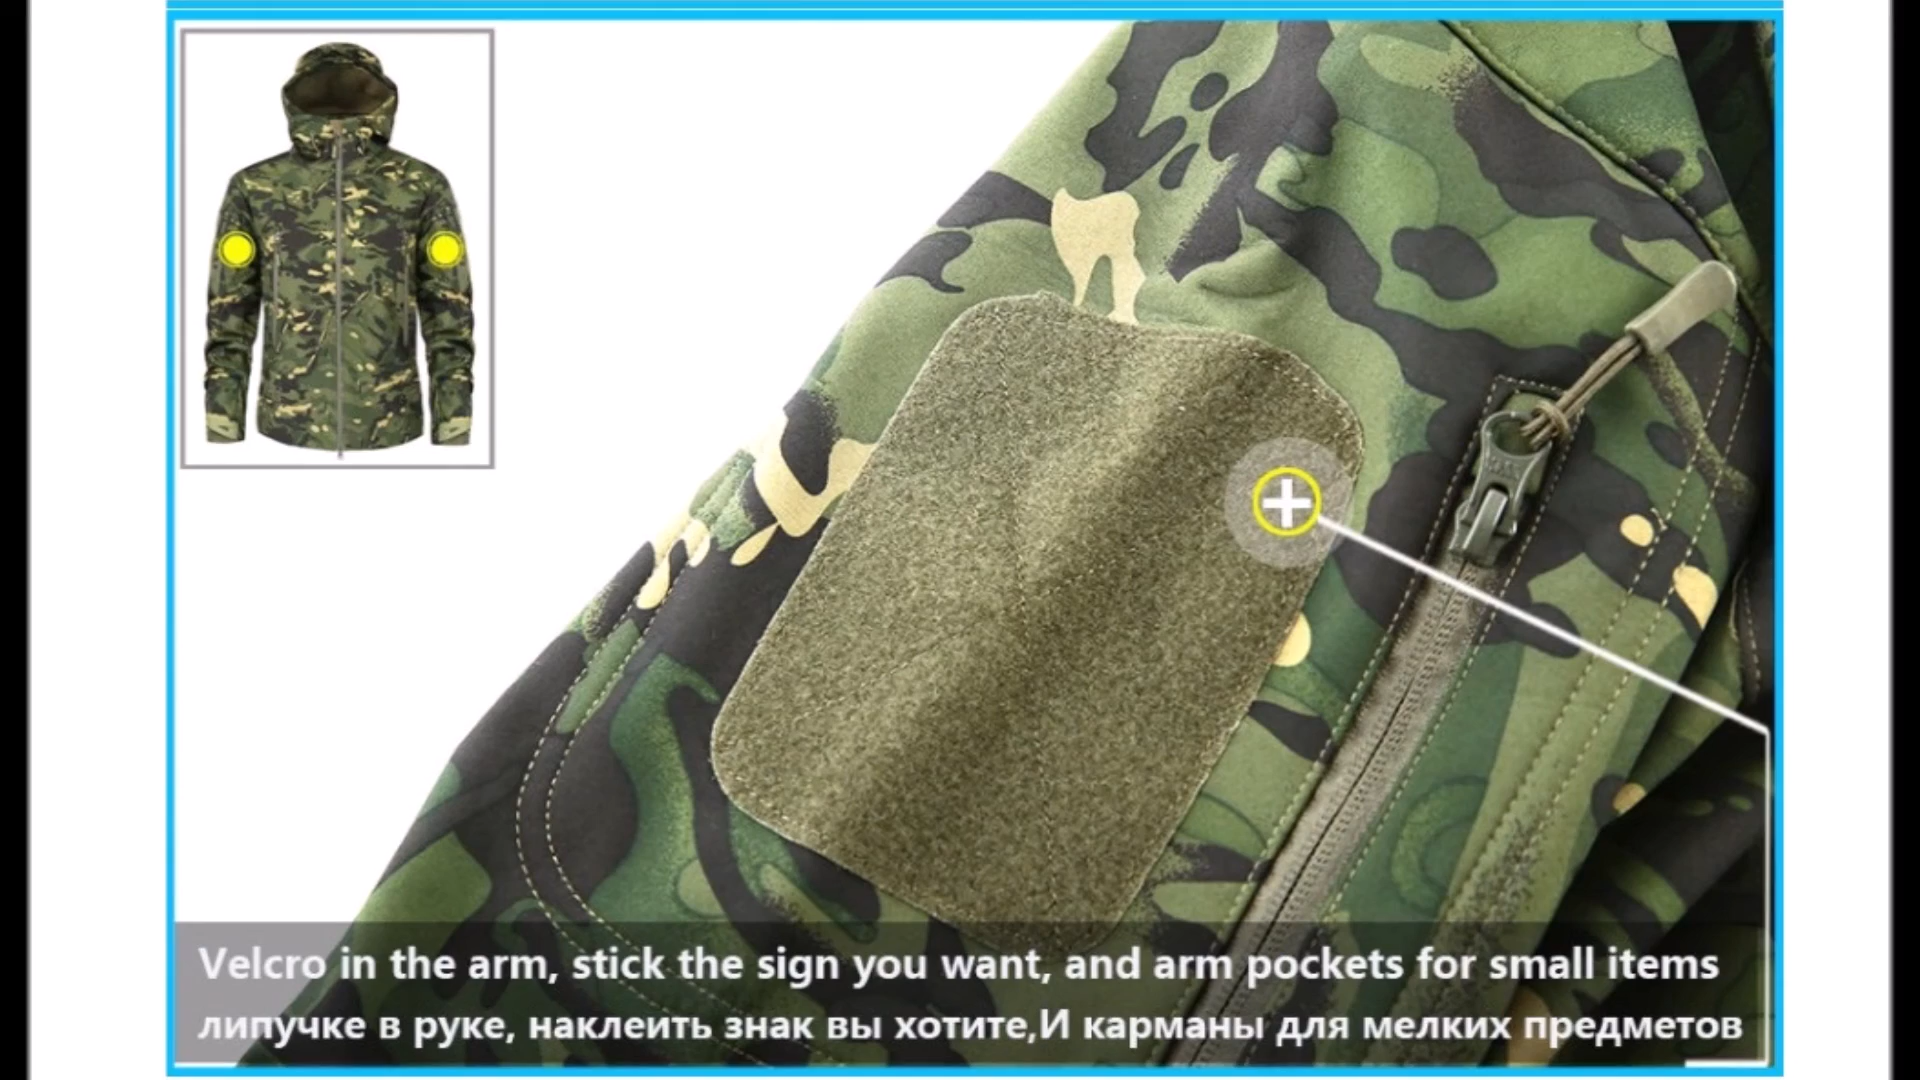 Velcro in the arm, stick the sign you want, and arm pockets for small items
липучке в руке, наклеить знак вы хотите,И карманы для мелких предметов